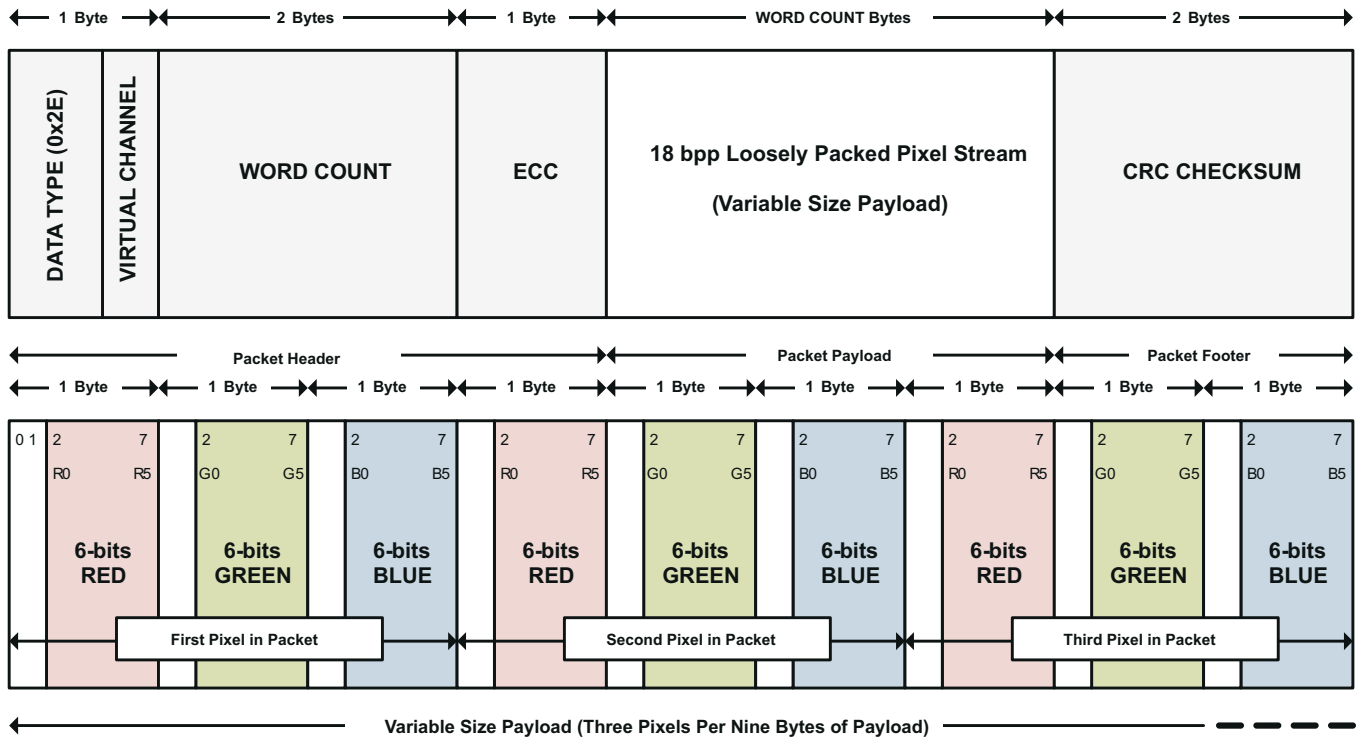 1 Byte 2 Bytes 1 Byte WORD COUNT Bytes 2 Bytes
DATA TYPE (0x2E)
VIRTUAL CHANNEL
WORD COUNT
ECC
18 bpp Loosely Packed Pixel Stream
(Variable Size Payload)
CRC CHECKSUM
Packet Header Packet Payload Packet Footer
1 Byte 1 Byte 1 Byte 1 Byte 1 Byte 1 Byte 1 Byte 1 Byte 1 Byte
0 1 2 7 2 7 2 7 2 7 2 7 2 7 2 7 2 7 2 7
R0 R5 G0 G5 B0 B5 R0 R5 G0 G5 B0 B5 R0 R5 G0 G5 B0 B5
6-bits 6-bits 6-bits 6-bits 6-bits 6-bits 6-bits 6-bits 6-bits
RED GREEN BLUE RED GREEN BLUE RED GREEN BLUE
First Pixel in Packet Second Pixel in Packet Third Pixel in Packet
Variable Size Payload (Three Pixels Per Nine Bytes of Payload)